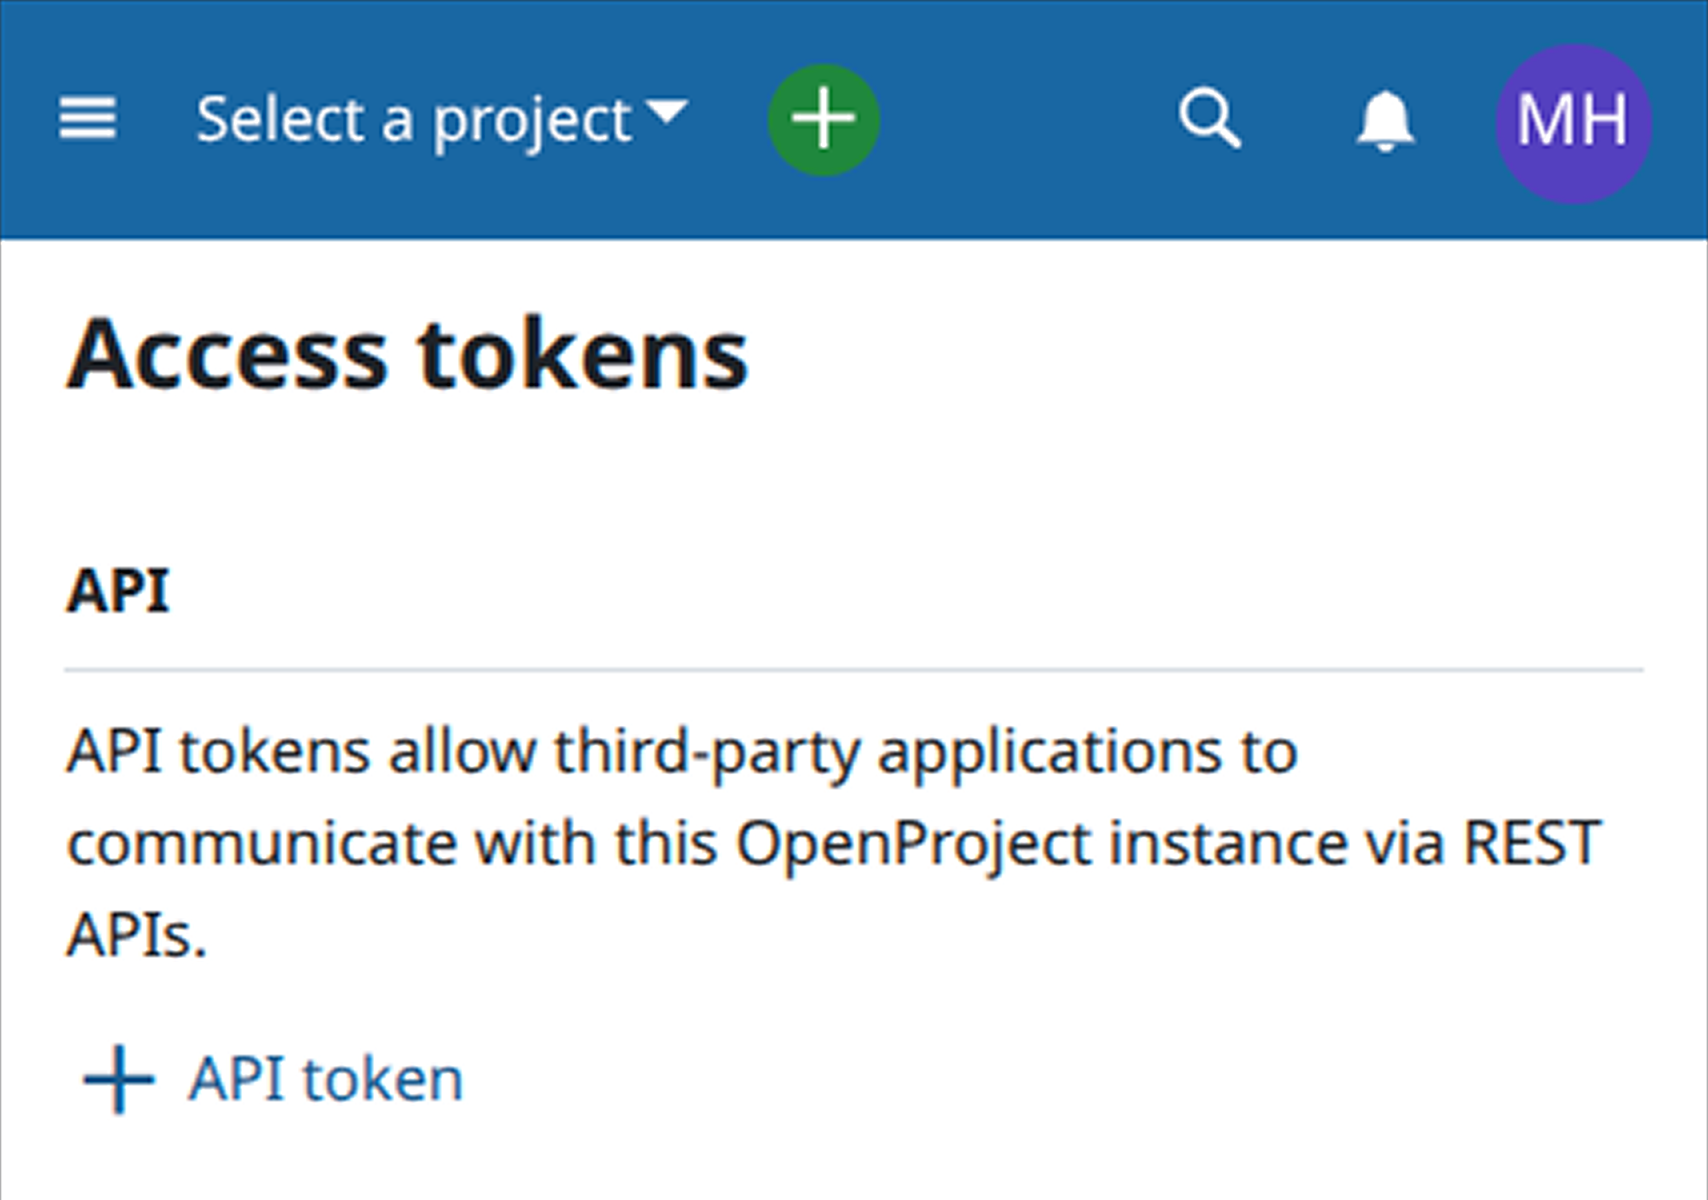 Select a project
MH
Access tokens
API
API tokens allow third-party applications to
communicate with this OpenProject instance via REST
APIs.
API token